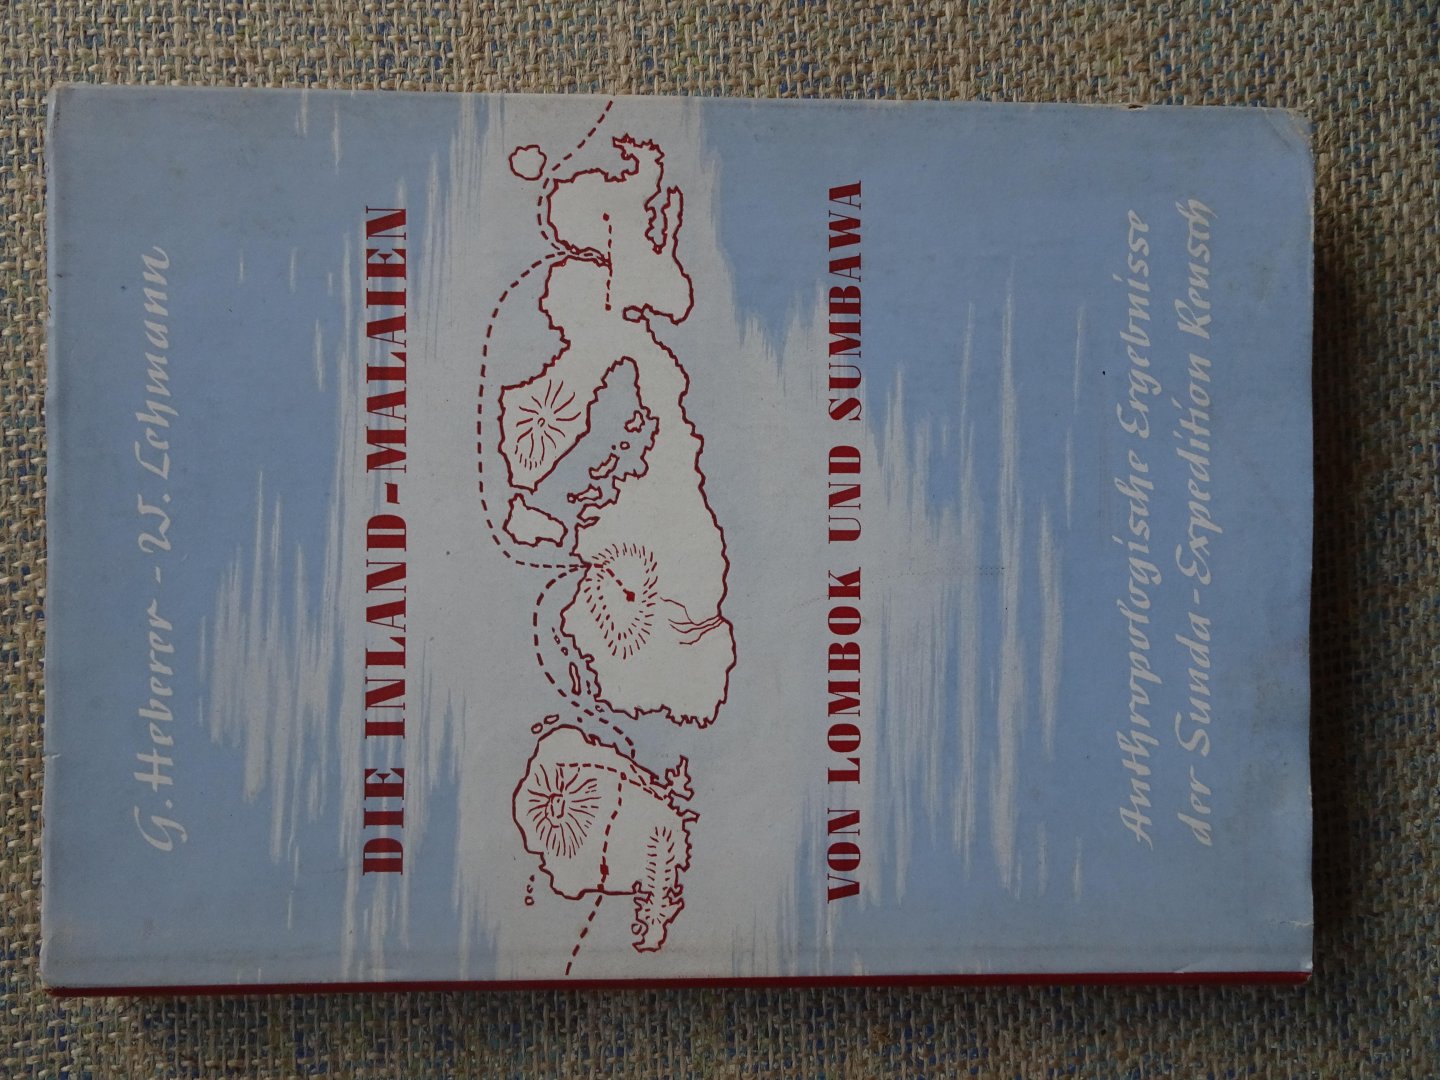 G. Heberer - W. Lehmann
DIE INLAND-MALAIEN
VON LOMBOK UND SUMBAWA
Anthropologische Ergebnisse
der Sunda-Expedition Rensch